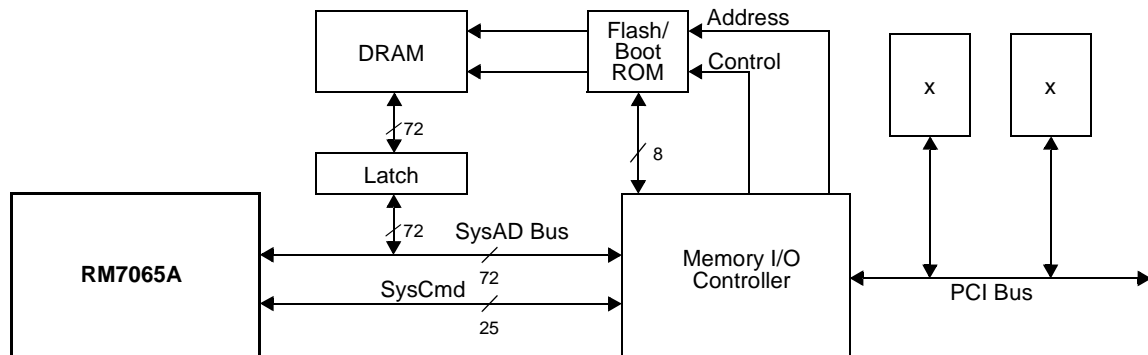 DRAM
Flash/
Boot
ROM
Address
Control
x
x
72
8
Latch
72
SysAD Bus
72
RM7065A
Memory I/O
Controller
SysCmd
25
PCI Bus